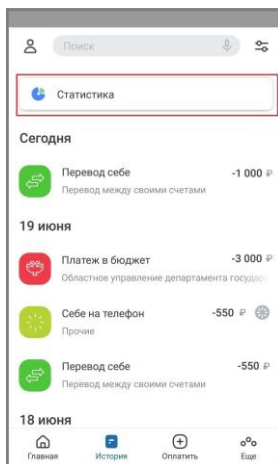 Поиск
Статистика
Сегодня
Перевод себе -1 000 ₽
Перевод между своими счетами
19 июня
Платеж в бюджет -3 000 ₽
Областное управление департамента государс
Себе на телефон -550 ₽
Прочие
Перевод себе -550 ₽
Перевод между своими счетами
18 июня
Главная История Оплатить Еще